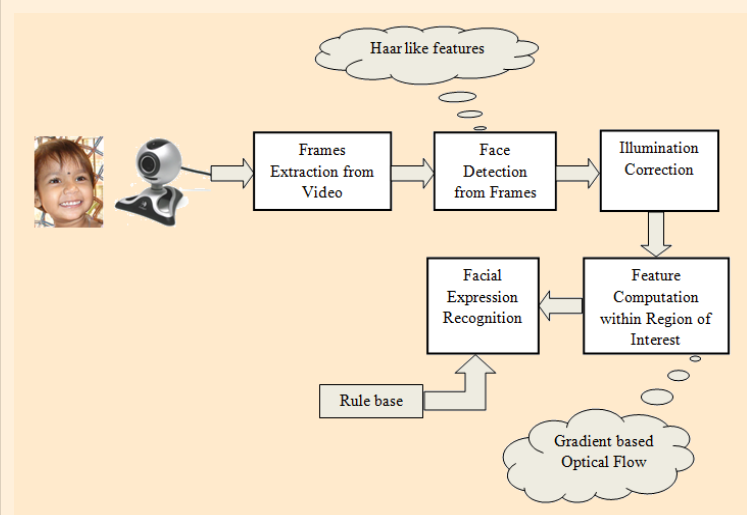 Haar like features
Frames
Extraction from
Video
Face
Detection
from Frames
Illumination
Correction
Facial
Expression
Recognition
Feature
Computation
within Region of
Interest
Rule base
Gradient based
Optical Flow